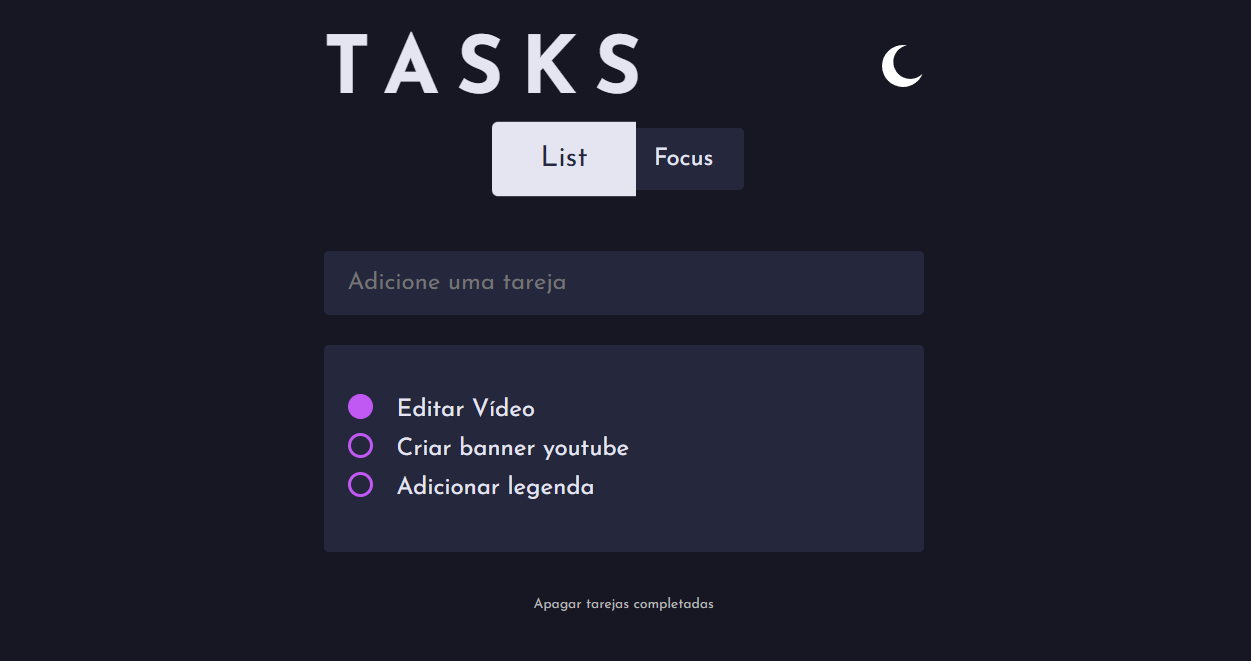 TASKS
List
Focus
Adicione uma tareja
Editar Vídeo
Criar banner youtube
Adicionar legenda
Apagar tarejas completadas